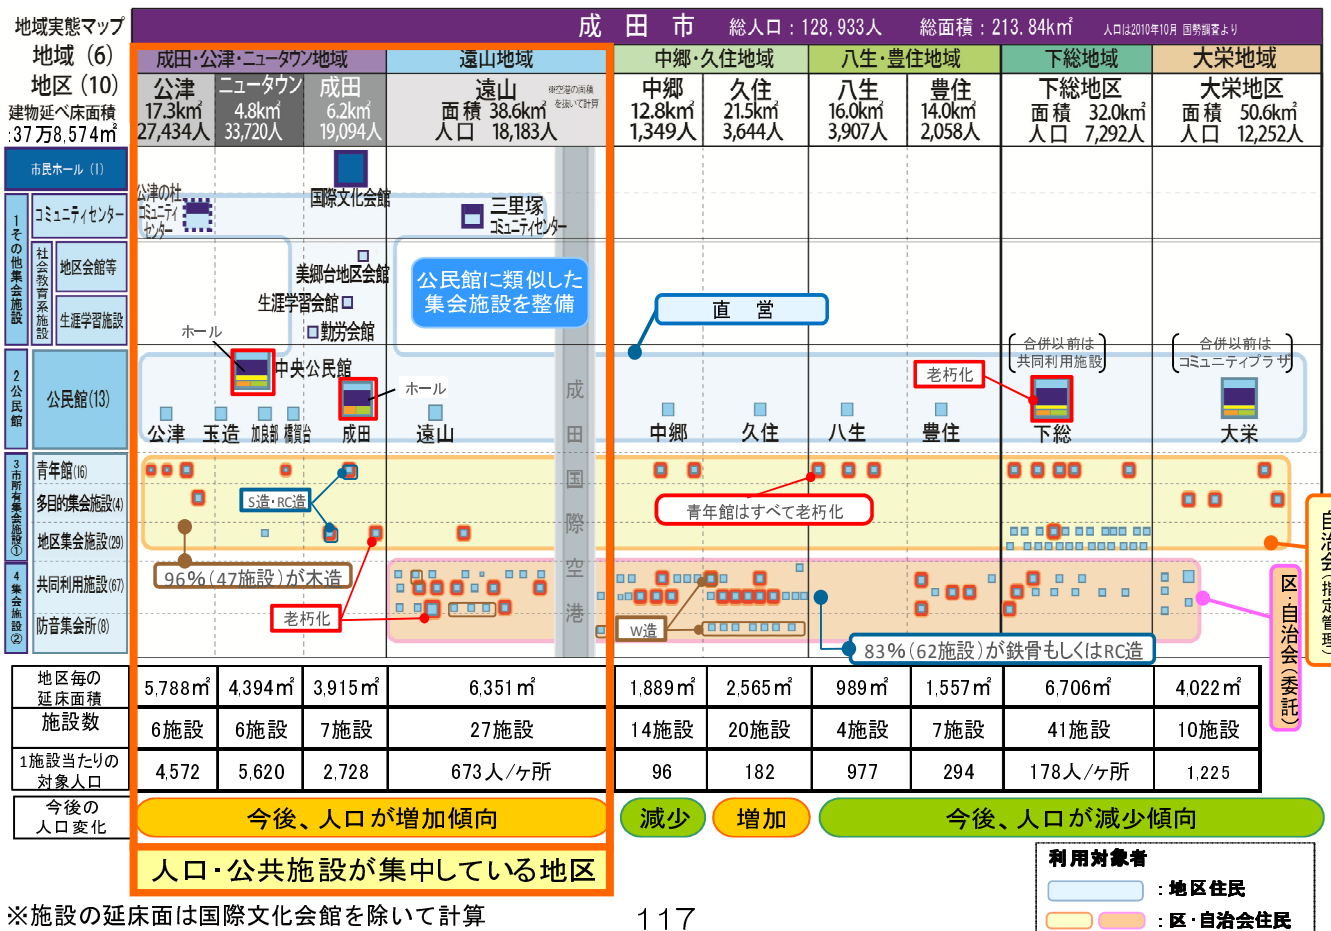 地域実態マップ
成 田 市 総人口：128,933人 総面積：213.84k㎡ 人口は2010年10月 国勢調査より
地域（6）
成田・公津・ニュータウン地域 遠山地域 中郷・久住地域 八生・豊住地域 下総地域 大栄地域
地区（10）
公津 ニュータウン 成田 遠山 ※空港の面積を抜いて計算 中郷 久住 八生 豊住 下総地区 大栄地区
17.3k㎡ 4.8k㎡ 6.2k㎡ 面積 38.6k㎡ 12.8k㎡ 21.5k㎡ 16.0k㎡ 14.0k㎡ 面積 32.0k㎡ 面積 50.6k㎡
27,434人 33,720人 19,094人 人口 18,183人 1,349人 3,644人 3,907人 2,058人 人口 7,292人 人口 12,252人
建物延べ床面積
:37万8,574㎡
市民ホール（1）
国際文化会館
1その他集会施設
コミュニティセンター
公津の杜
コミュニティ
センター
三里塚
コミュニティセンター
社会教育系施設
地区会館等
美郷台地区会館
公民館に類似した
集会施設を整備
生涯学習施設
生涯学習会館
勤労会館
直 営
ホール
中央公民館
ホール
合併以前は
共同利用施設
合併以前は
コミュニティプラザ
老朽化
2公民館
公民館(13)
公津 玉造 加良部 橋賀台 成田 遠山 中郷 久住 八生 豊住 下総 大栄
成田国際空港
3市所有集会施設①
青年館(16)
多目的集会施設(4)
地区集会施設(29)
S造・RC造
青年館はすべて老朽化
96%(47施設)が木造
自治会(指定管理)
4集会施設②
共同利用施設(67)
防音集会所(8)
老朽化
W造
83%(62施設)が鉄骨もしくはRC造
区・自治会(委託)
地区毎の
延床面積
5,788㎡ 4,394㎡ 3,915㎡ 6,351㎡ 1,889㎡ 2,565㎡ 989㎡ 1,557㎡ 6,706㎡ 4,022㎡
施設数
6施設 6施設 7施設 27施設 14施設 20施設 4施設 7施設 41施設 10施設
1施設当たりの
対象人口
4,572 5,620 2,728 673人/ヶ所 96 182 977 294 178人/ヶ所 1,225
今後の
人口変化
今後、人口が増加傾向 減少 増加 今後、人口が減少傾向
人口・公共施設が集中している地区
利用対象者
：地区住民
：区・自治会住民
※施設の延床面は国際文化会館を除いて計算
117